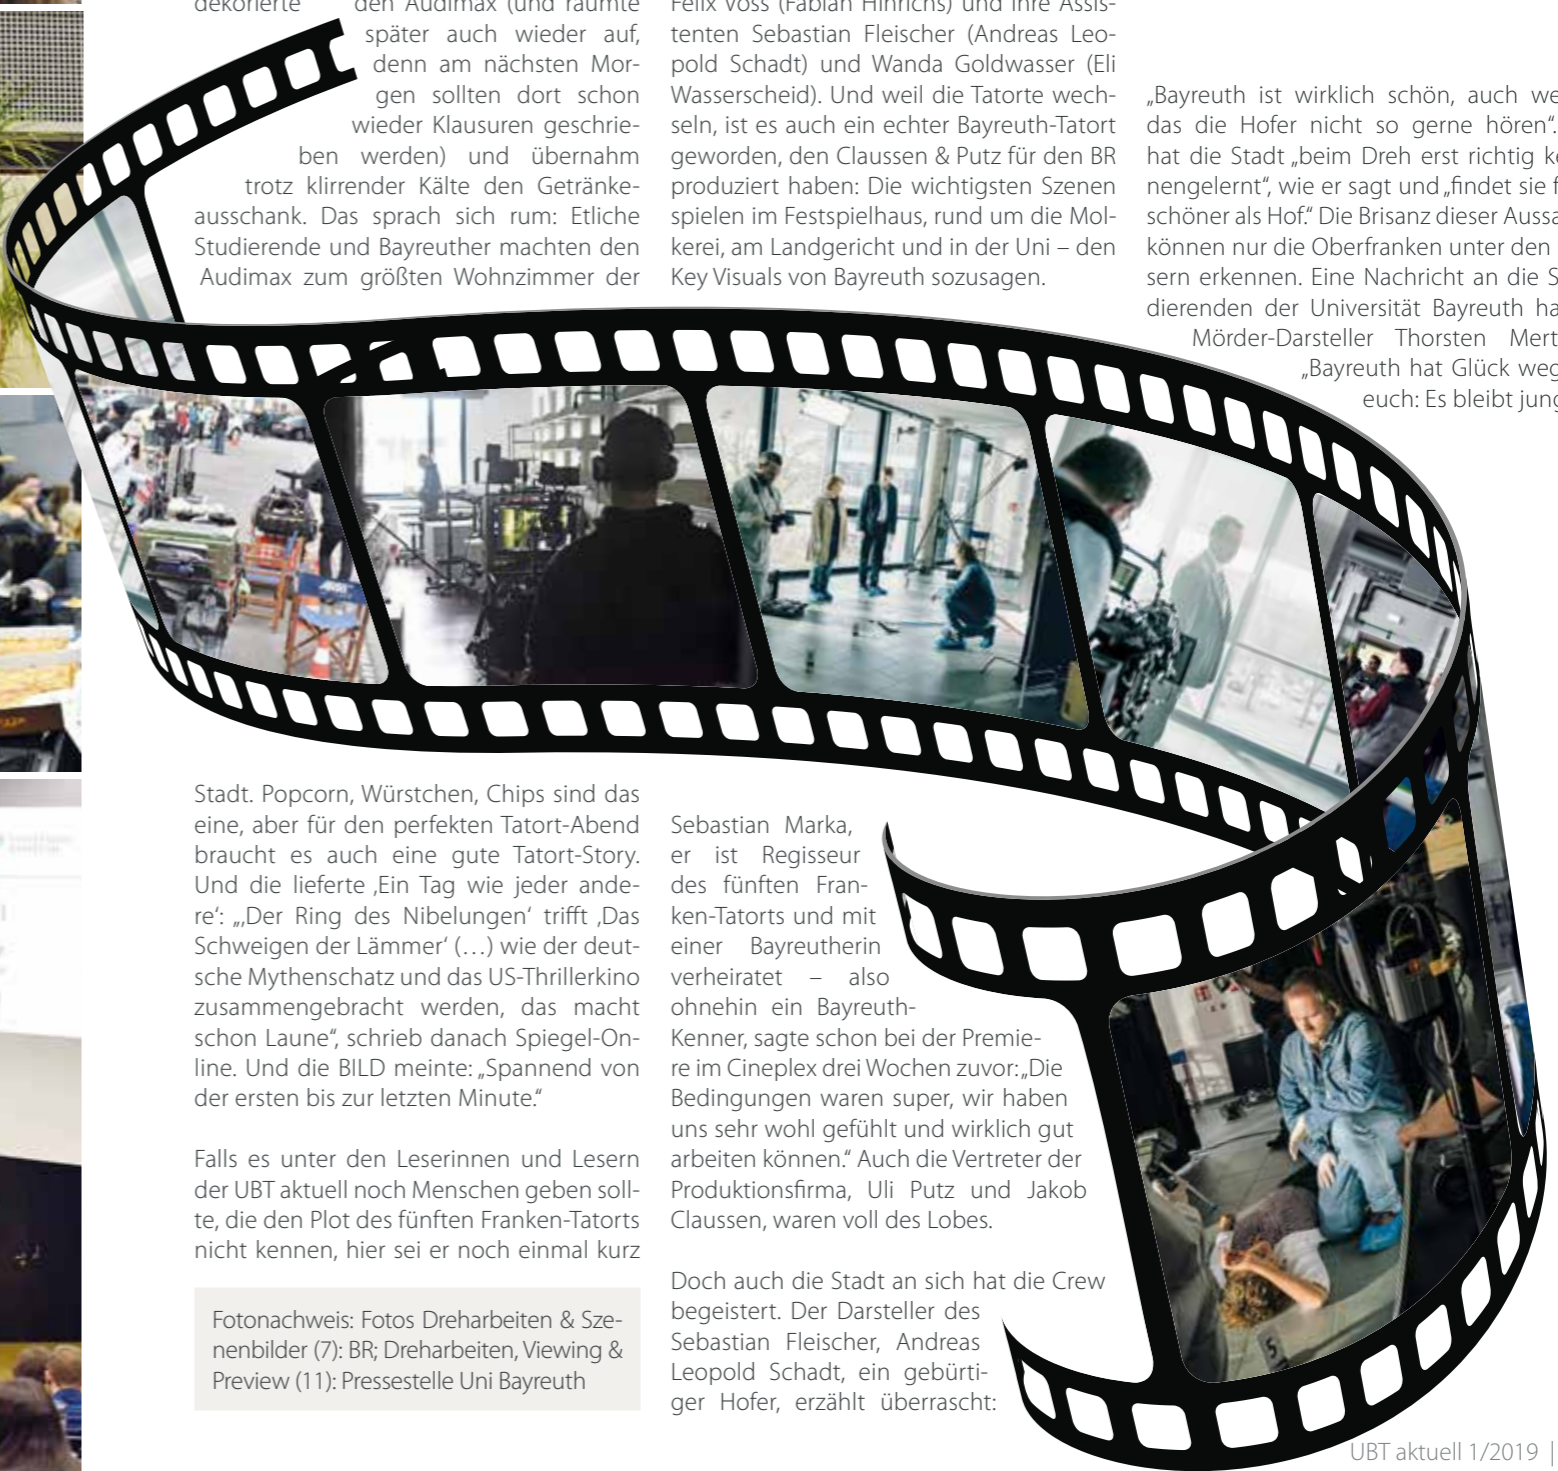 dekorierte den Audimax (und räumte
später auch wieder auf,
denn am nächsten Mor-
gen sollten dort schon
wieder Klausuren geschrie-
ben werden) und übernahm
trotz klirrender Kälte den Getränke-
ausschank. Das sprach sich rum: Etliche
Studierende und Bayreuther machten den
Audimax zum größten Wohnzimmer der
Stadt. Popcorn, Würstchen, Chips sind das
eine, aber für den perfekten Tatort-Abend
braucht es auch eine gute Tatort-Story.
Und die lieferte ‚Ein Tag wie jeder ande-
re‘: „‚Der Ring des Nibelungen‘ trifft ‚Das
Schweigen der Lämmer‘ (…) wie der deut-
sche Mythenschatz und das US-Thrillerkino
zusammengebracht werden, das macht
schon Laune“, schrieb danach Spiegel-On-
line. Und die BILD meinte: „Spannend von
der ersten bis zur letzten Minute.“
Falls es unter den Leserinnen und Lesern
der UBT aktuell noch Menschen geben soll-
te, die den Plot des fünften Franken-Tatorts
nicht kennen, hier sei er noch einmal kurz
Fotonachweis: Fotos Dreharbeiten & Sze-
nenbilder (7): BR; Dreharbeiten, Viewing &
Preview (11): Pressestelle Uni Bayreuth
Felix Voss (Fabian Hinrichs) und ihre Assis-
tenten Sebastian Fleischer (Andreas Leo-
pold Schadt) und Wanda Goldwasser (Eli
Wasserscheid). Und weil die Tatorte wech-
seln, ist es auch ein echter Bayreuth-Tatort
geworden, den Claussen & Putz für den BR
produziert haben: Die wichtigsten Szenen
spielen im Festspielhaus, rund um die Mol-
kerei, am Landgericht und in der Uni – den
Key Visuals von Bayreuth sozusagen.
Sebastian Marka,
er ist Regisseur
des fünften Fran-
ken-Tatorts und mit
einer Bayreutherin
verheiratet – also
ohnehin ein Bayreuth-
Kenner, sagte schon bei der Premie-
re im Cineplex drei Wochen zuvor: „Die
Bedingungen waren super, wir haben
uns sehr wohl gefühlt und wirklich gut
arbeiten können.“ Auch die Vertreter der
Produktionsfirma, Uli Putz und Jakob
Claussen, waren voll des Lobes.
Doch auch die Stadt an sich hat die Crew
begeistert. Der Darsteller des
Sebastian Fleischer, Andreas
Leopold Schadt, ein gebürti-
ger Hofer, erzählt überrascht:
„Bayreuth ist wirklich schön, auch
das die Hofer nicht so gerne hören“.
hat die Stadt „beim Dreh erst richtig
nengelernt“, wie er sagt und „findet sie
schöner als Hof.“ Die Brisanz dieser
können nur die Oberfranken unter den
sern erkennen. Eine Nachricht an die
dierenden der Universität Bayreuth
Mörder-Darsteller Thorsten
„Bayreuth hat Glück
euch: Es bleibt
UBT aktuell 1/2019 |